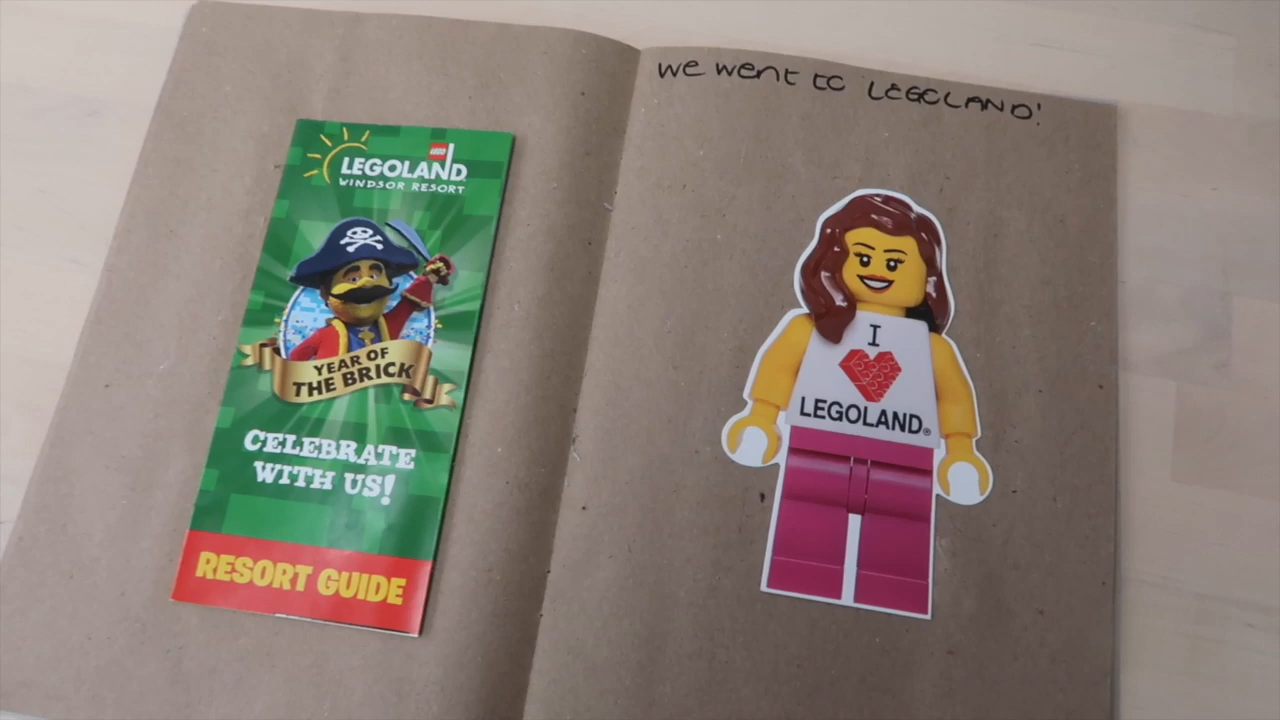 LEGO
LEGOLAND
WINDSOR RESORT
YEAR OF
THE BRICK
CELEBRATE
WITH US!
RESORT GUIDE
we went to LEGOLAND!
I
LEGOLAND®